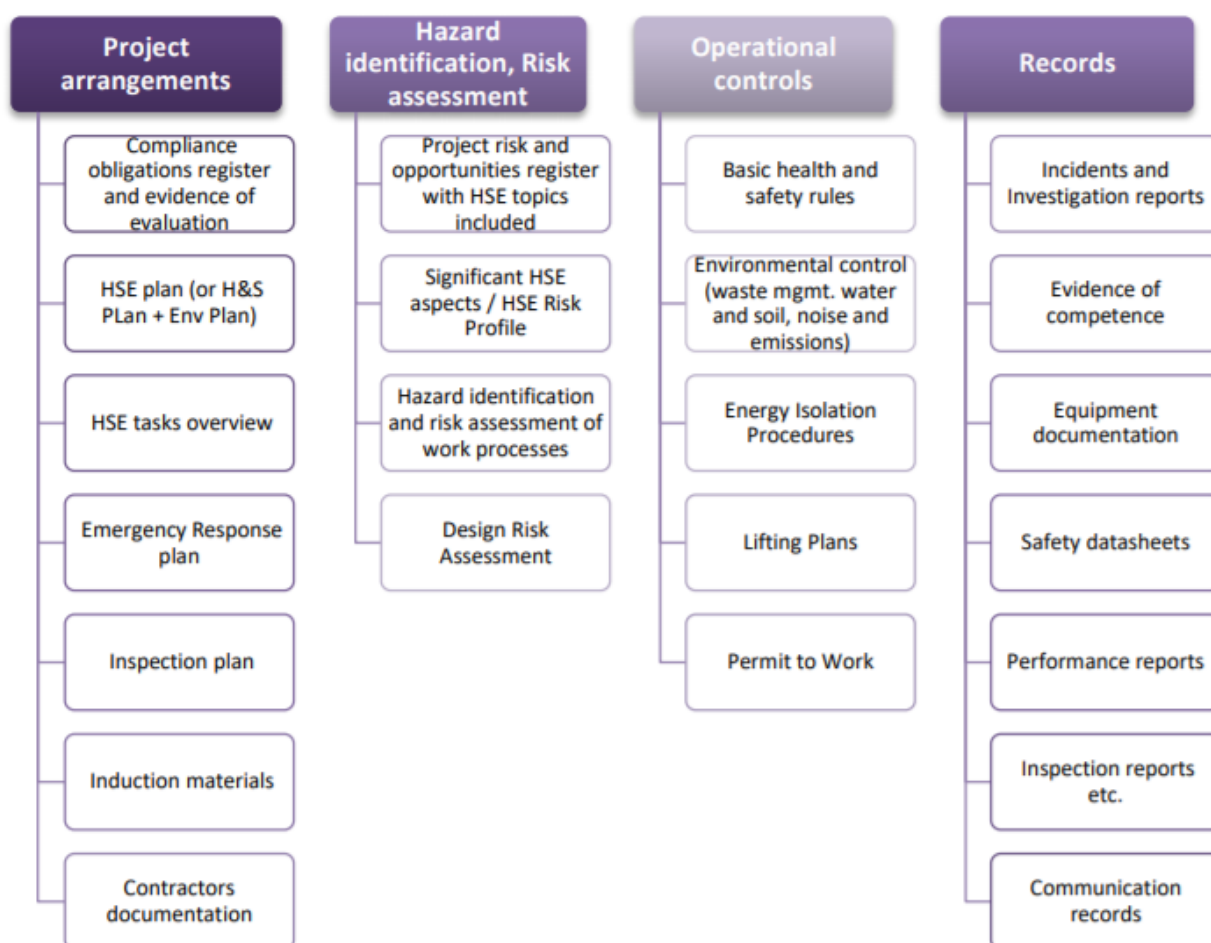 Project
arrangements
Compliance
obligations register
and evidence of
evaluation
HSE plan (or H&S
PLan + Env Plan)
HSE tasks overview
Emergency Response
plan
Inspection plan
Induction materials
Contractors
documentation
Hazard
identification, Risk
assessment
Project risk and
opportunities register
with HSE topics
included
Significant HSE
aspects / HSE Risk
Profile
Hazard identification
and risk assessment of
work processes
Design Risk
Assessment
Operational
controls
Basic health and
safety rules
Environmental control
(waste mgmt. water
and soil, noise and
emissions)
Energy Isolation
Procedures
Lifting Plans
Permit to Work
Records
Incidents and
Investigation reports
Evidence of
competence
Equipment
documentation
Safety datasheets
Performance reports
Inspection reports
etc.
Communication
records